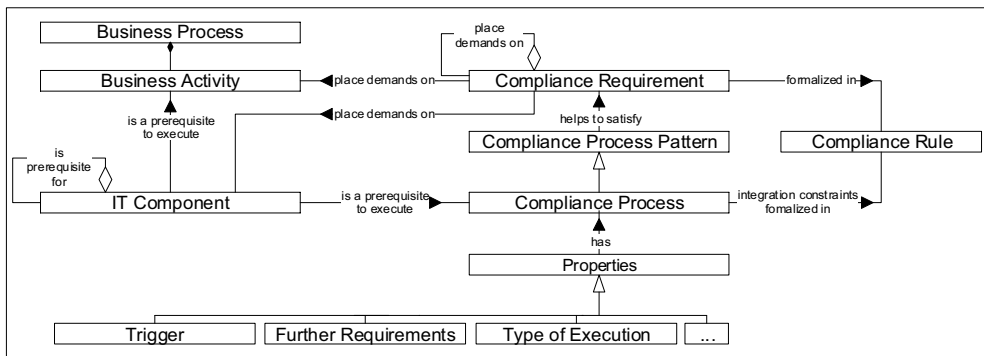 Business Process
place
demands on
Business Activity
place demands on
Compliance Requirement
formalized in
is a prerequisite
to execute
place demands on
helps to satisfy
is
prerequisite
for
Compliance Process Pattern
Compliance Rule
IT Component
is a prerequisite
to execute
Compliance Process
integration constraints
fomalized in
has
Properties
Trigger
Further Requirements
Type of Execution
...